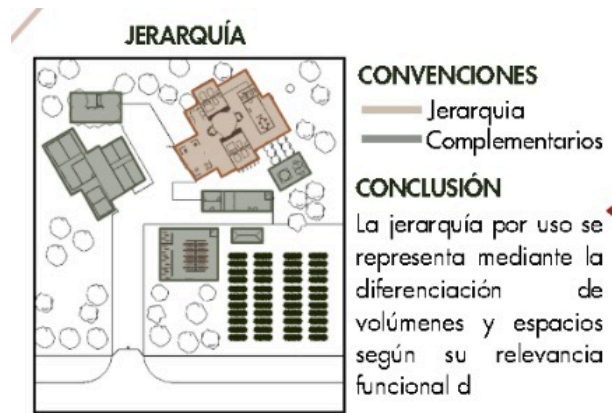 JERARQUÍA
CONVENCIONES
Jerarquia
Complementarios
CONCLUSIÓN
La jerarquía por uso se
representa mediante la
diferenciación de
volúmenes y espacios
según su relevancia
funcional d